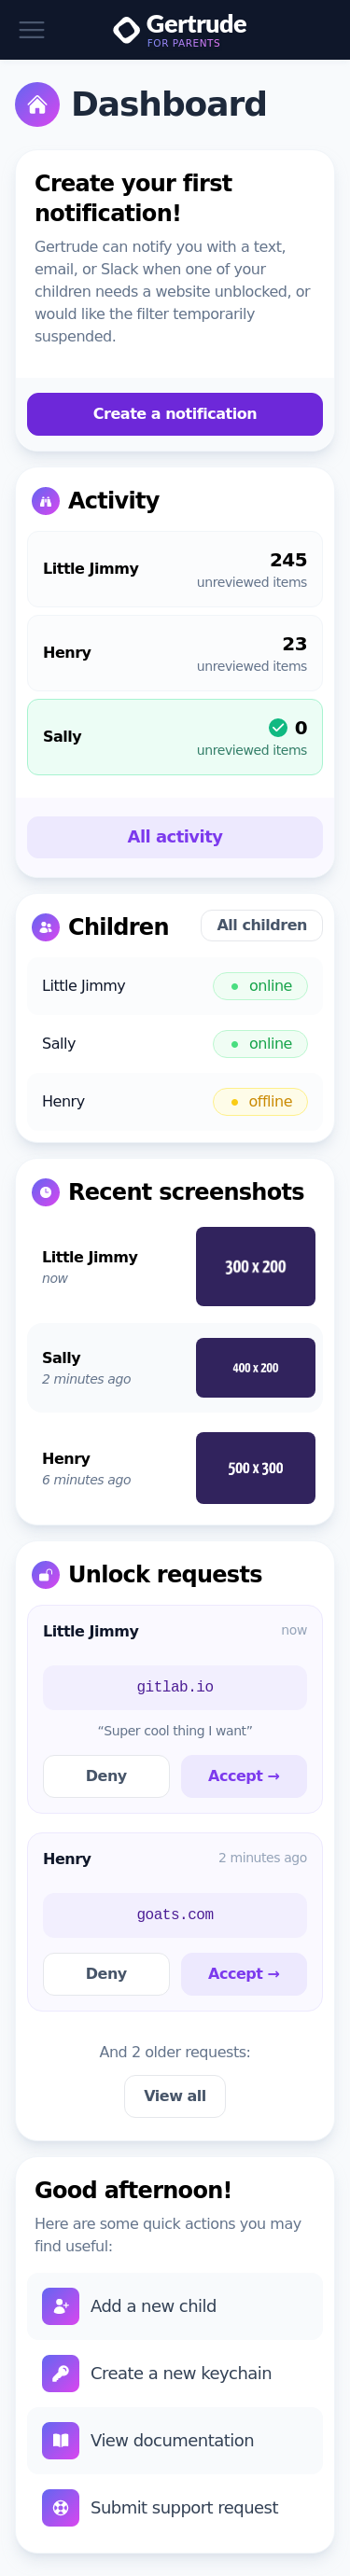 Gertrude
FOR PARENTS
Dashboard
Create your first
notification!
Gertrude can notify you with a text,
email, or Slack when one of your
children needs a website unblocked, or
would like the filter temporarily
suspended.
Create a notification
Activity
Little Jimmy
245
unreviewed items
Henry
23
unreviewed items
Sally
0
unreviewed items
All activity
Children
All children
Little Jimmy
online
Sally
online
Henry
offline
Recent screenshots
Little Jimmy
now
300 x 200
Sally
2 minutes ago
400 x 200
Henry
6 minutes ago
500 x 300
Unlock requests
Little Jimmy
now
gitlab.io
“Super cool thing I want”
Deny
Accept →
Henry
2 minutes ago
goats.com
Deny
Accept →
And 2 older requests:
View all
Good afternoon!
Here are some quick actions you may
find useful:
Add a new child
Create a new keychain
View documentation
Submit support request